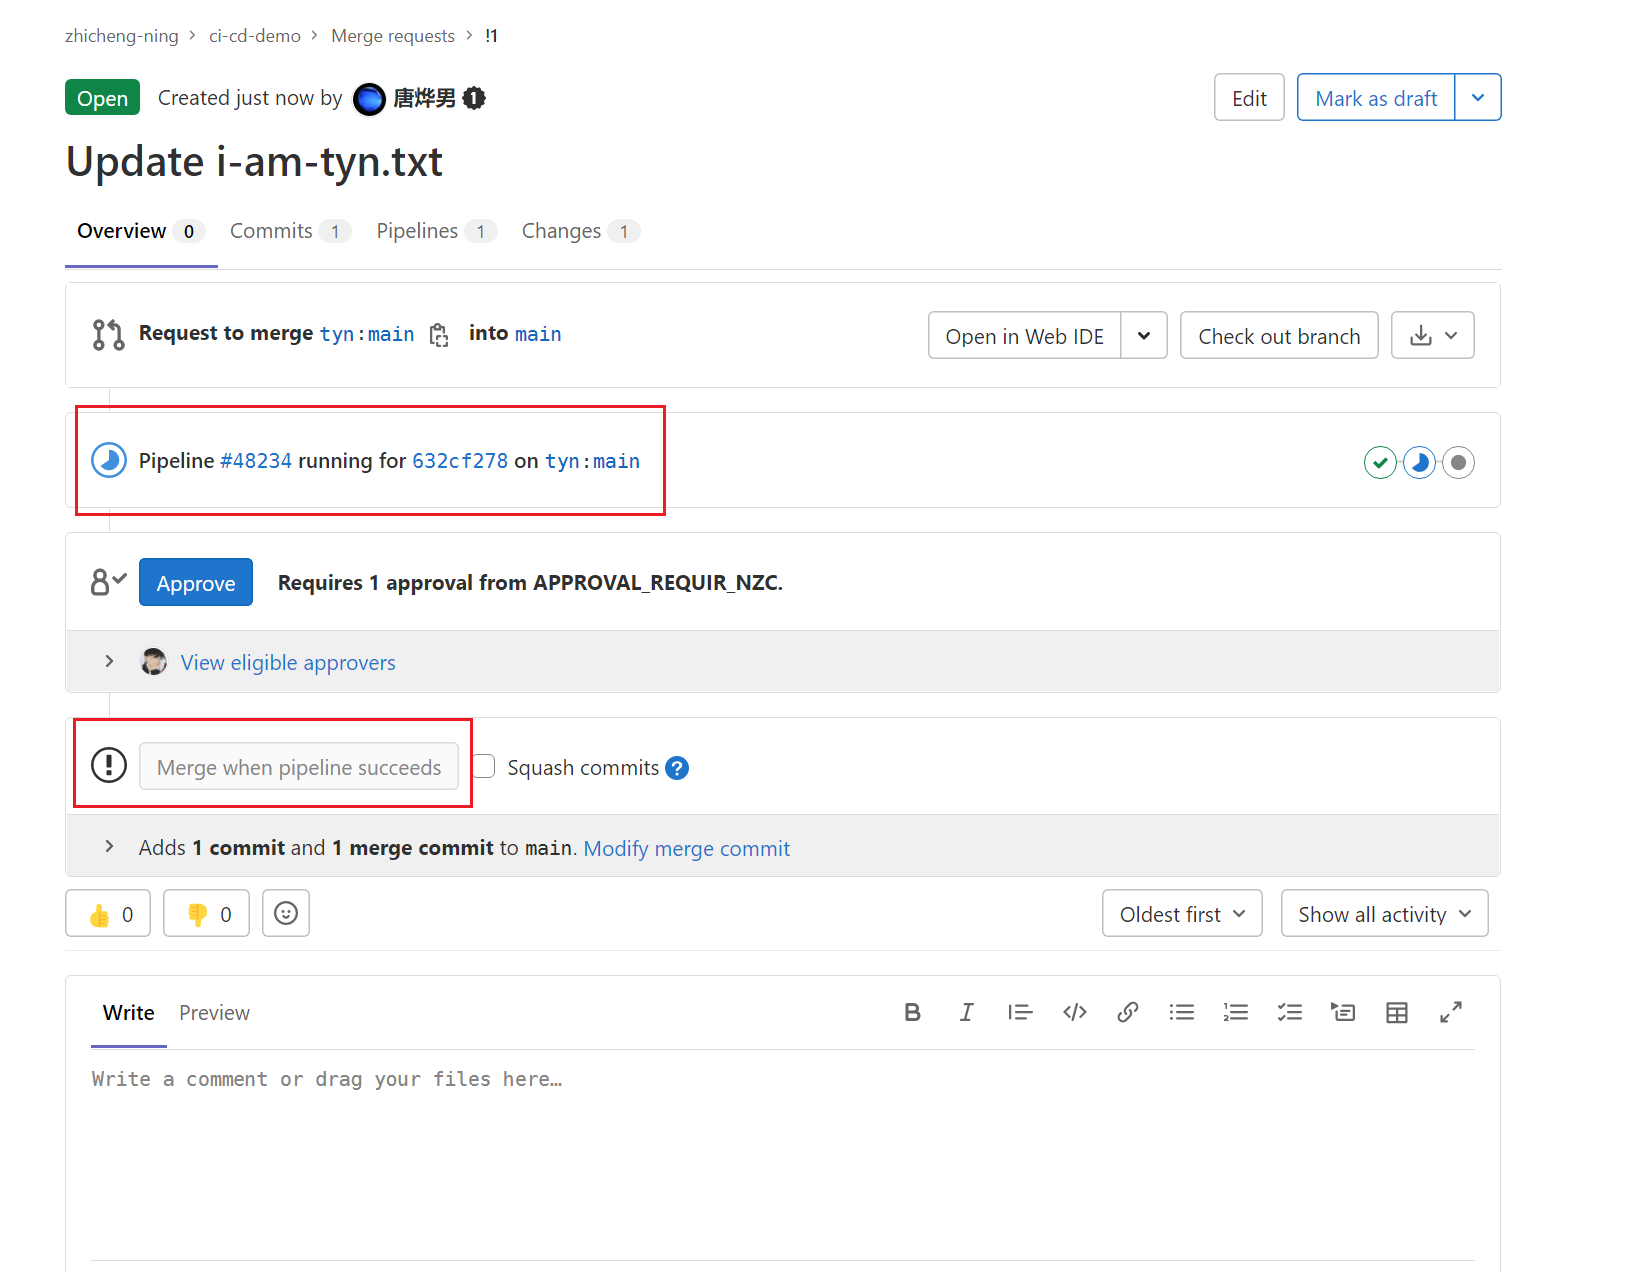 zhicheng-ning > ci-cd-demo > Merge requests > !1
Open Created just now by 唐烨男 1
Edit
Mark as draft
Update i-am-tyn.txt
Overview 0 Commits 1 Pipelines 1 Changes 1
Request to merge tyn:main into main
Open in Web IDE
Check out branch
Pipeline #48234 running for 632cf278 on tyn:main
Approve Requires 1 approval from APPROVAL_REQUIR_NZC.
View eligible approvers
Merge when pipeline succeeds Squash commits ?
Adds 1 commit and 1 merge commit to main. Modify merge commit
👍 0 👎 0
Oldest first
Show all activity
Write Preview
Write a comment or drag your files here…